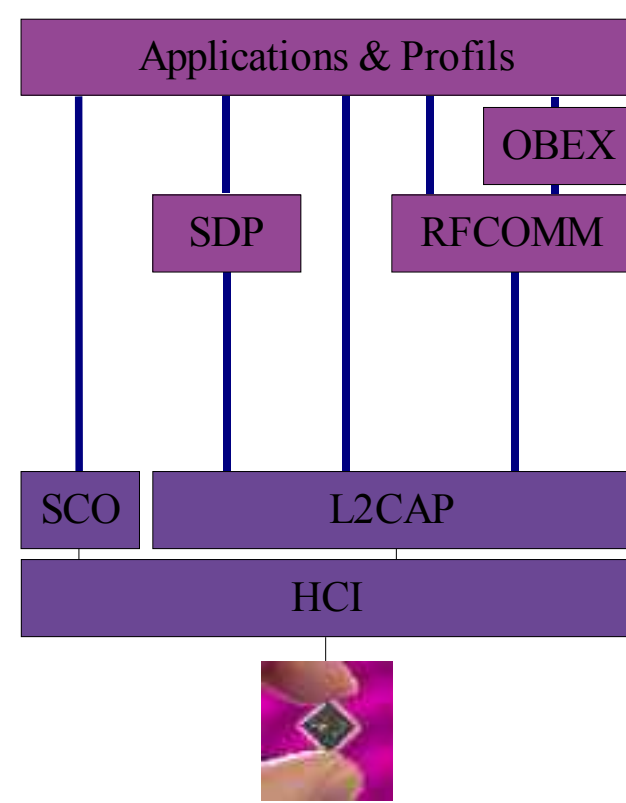 Applications & Profils
OBEX
SDP
RFCOMM
SCO
L2CAP
HCI